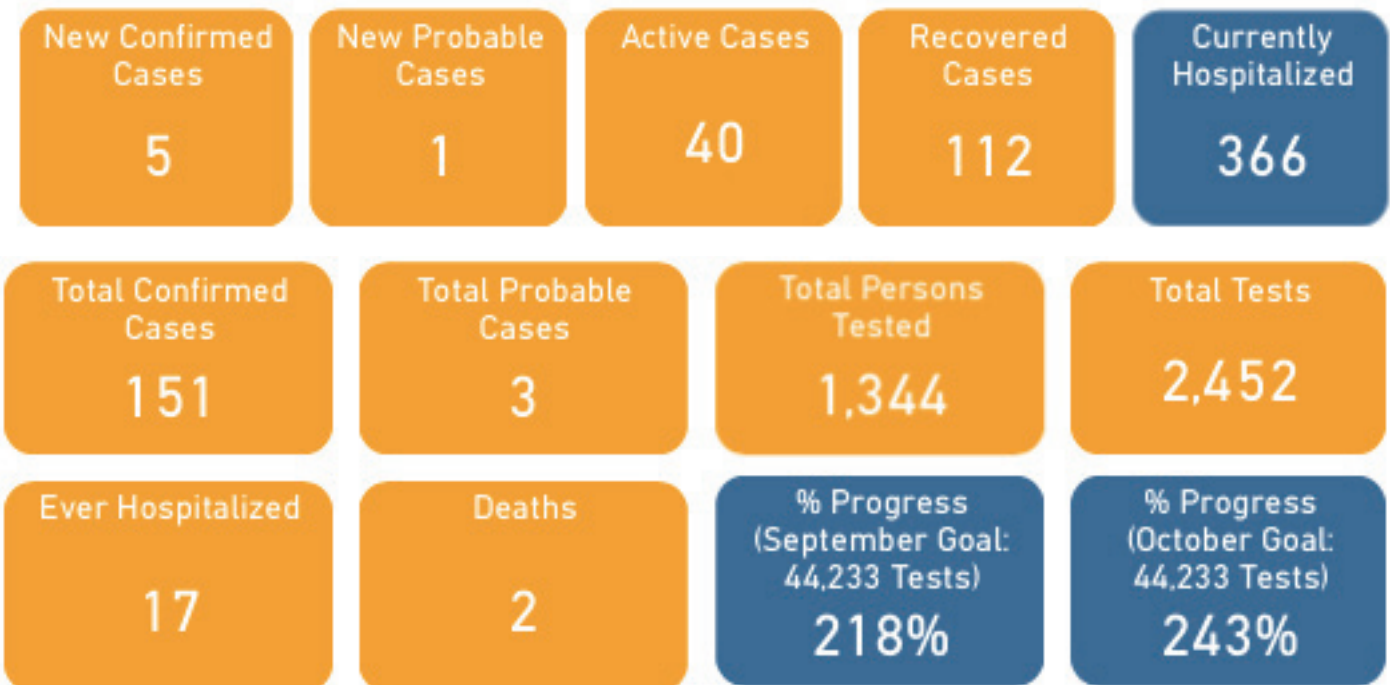 New Confirmed
Cases
5
New Probable
Cases
1
Active Cases
40
Recovered
Cases
112
Currently
Hospitalized
366
Total Confirmed
Cases
151
Total Probable
Cases
3
Total Persons
Tested
1,344
Total Tests
2,452
Ever Hospitalized
17
Deaths
2
% Progress
(September Goal:
44,233 Tests)
218%
% Progress
(October Goal:
44,233 Tests)
243%